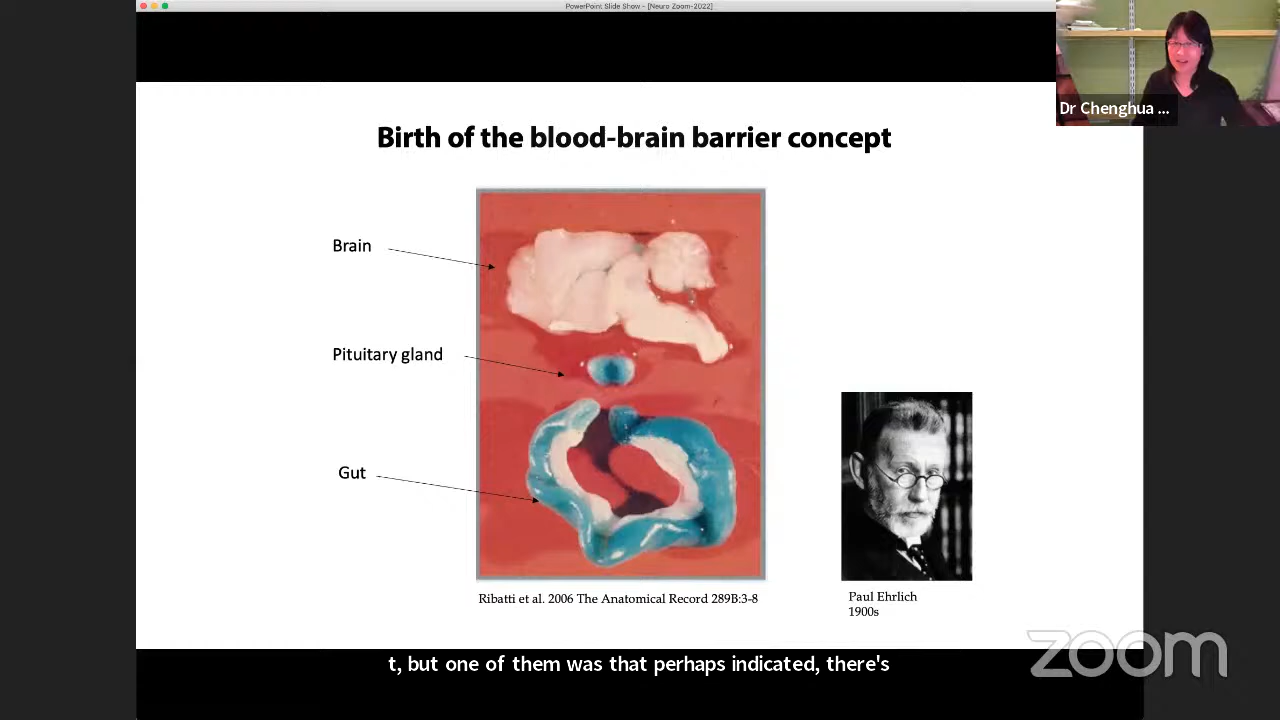 PowerPoint Slide Show - [Neuro Zoom-2022]
Dr Chenghua ...
Birth of the blood-brain barrier concept
Brain
Pituitary gland
Gut
Ribatti et al. 2006 The Anatomical Record 289B:3-8
Paul Ehrlich
1900s
zoom
t, but one of them was that perhaps indicated, there's